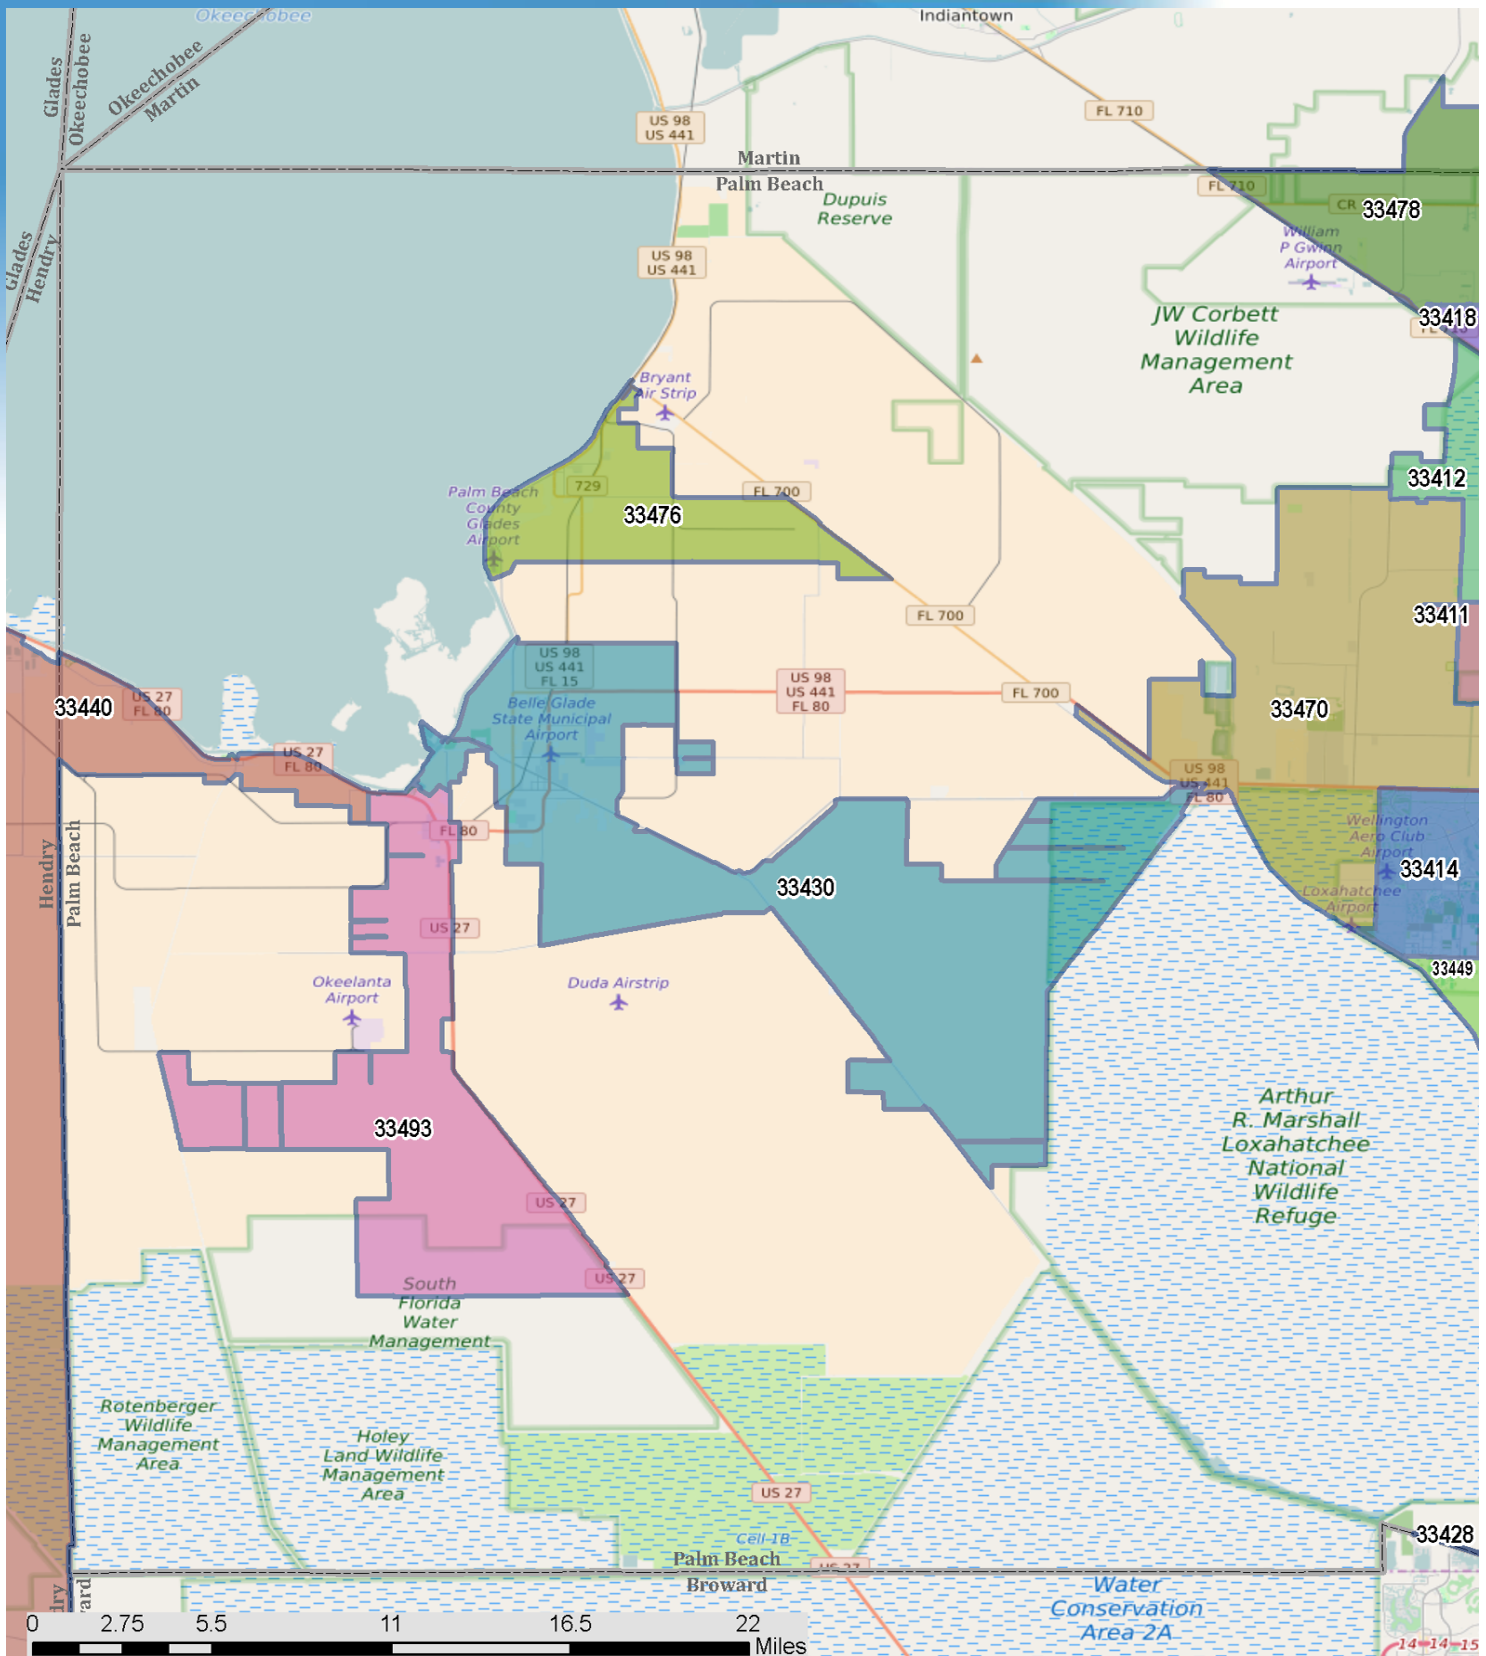 Okeechobee
Indiantown
Glades
Okeechobee
Okeechobee
Martin
US 98
US 441
FL 710
Martin
Palm Beach
FL 710
CR
33478
Dupuis
Reserve
Glades
Hendry
US 98
US 441
William
P Gwinn
Airport
33418
JW Corbett
Wildlife
Management
Area
Bryant
Air Strip
729
Palm Beach
County
Glades
Airport
FL 700
33476
33412
FL 700
33411
US 98
US 441
FL 15
US 98
US 441
FL 80
FL 700
33440
US 27
FL 80
Belle Glade
State Municipal
Airport
33470
US 27
FL 80
US 98
US 441
FL 80
Wellington
Aero Club
Airport
FL 80
Hendry
Palm Beach
33414
33430
Loxahatchee
Airport
US 27
33449
Okeelanta
Airport
Duda Airstrip
33493
Arthur
R. Marshall
Loxahatchee
National
Wildlife
Refuge
US 27
US 27
South
Florida
Water
Management
Rotenberger
Wildlife
Management
Area
Holey
Land Wildlife
Management
Area
US 27
Cell 1B
33428
Palm Beach
Broward
US 27
Water
Conservation
Area 2A
0 2.75 5.5 11 16.5 22
Miles
14 14 15